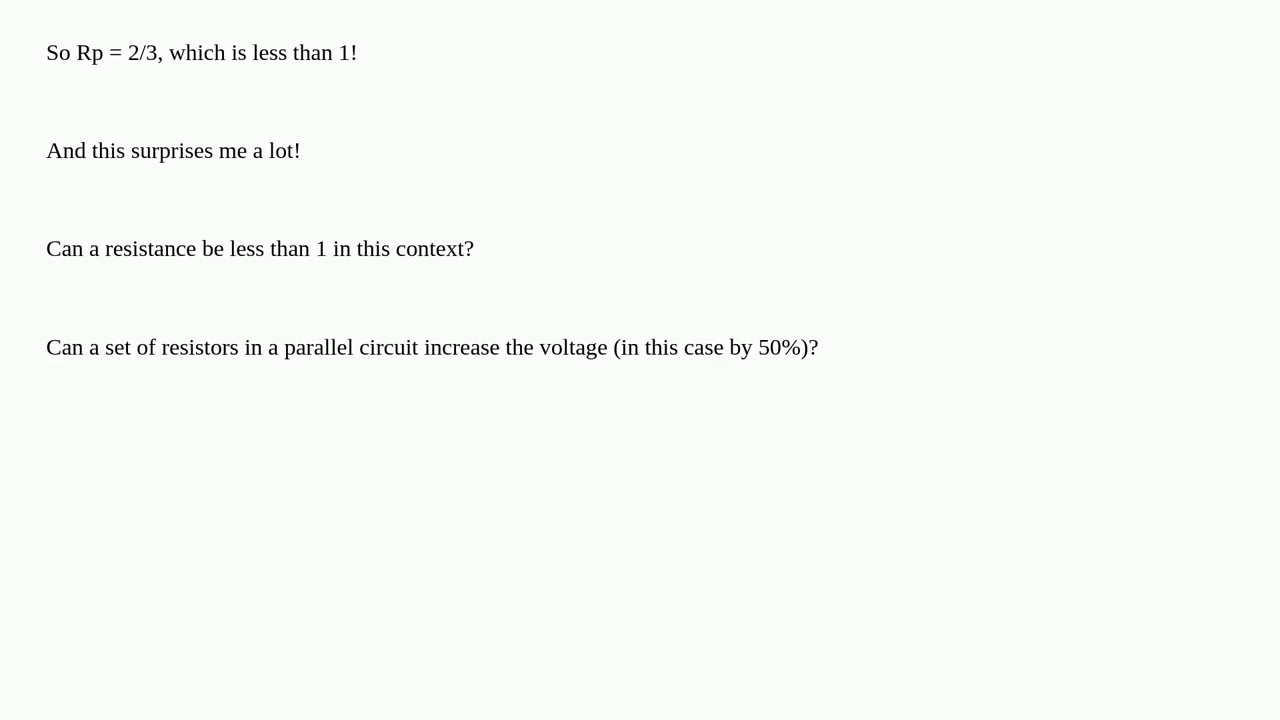 So Rp = 2/3, which is less than 1!
And this surprises me a lot!
Can a resistance be less than 1 in this context?
Can a set of resistors in a parallel circuit increase the voltage (in this case by 50%)?